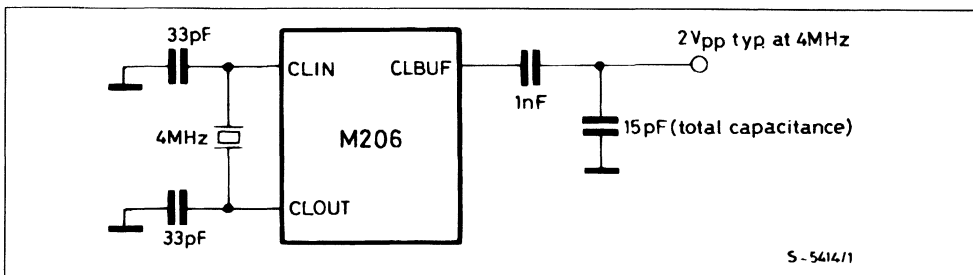 33pF
2Vpp typ. at 4MHz
CLIN
CLBUF
1nF
4MHz
M206
15pF (total capacitance)
CLOUT
33pF
S-5414/1